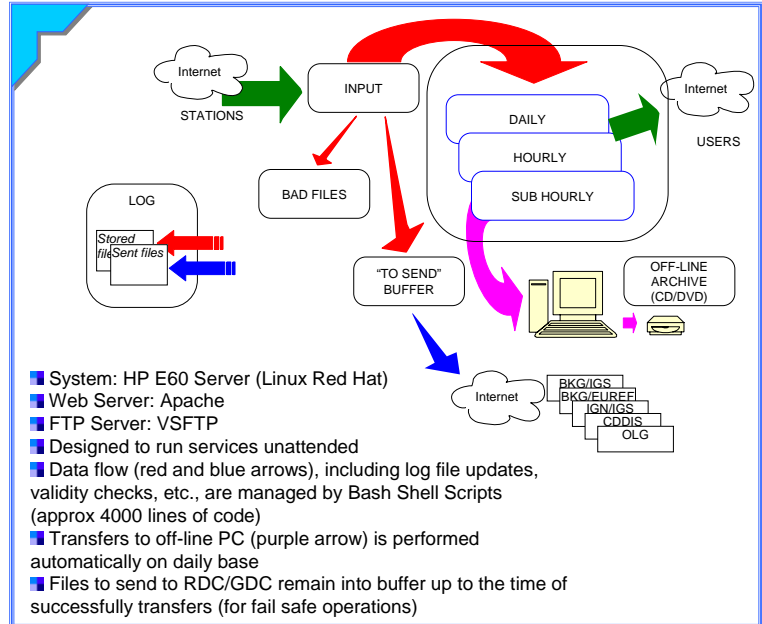 Internet
STATIONS
INPUT
Internet
USERS
DAILY
HOURLY
SUB HOURLY
BAD FILES
LOG
Stored
file
Sent files
"TO SEND"
BUFFER
OFF-LINE
ARCHIVE
(CD/DVD)
Internet
BKG/IGS
BKG/EUREF
IGN/IGS
CDDIS
OLG
System: HP E60 Server (Linux Red Hat)
Web Server: Apache
FTP Server: VSFTP
Designed to run services unattended
Data flow (red and blue arrows), including log file updates,
validity checks, etc., are managed by Bash Shell Scripts
(approx 4000 lines of code)
Transfers to off-line PC (purple arrow) is performed
automatically on daily base
Files to send to RDC/GDC remain into buffer up to the time of
successfully transfers (for fail safe operations)